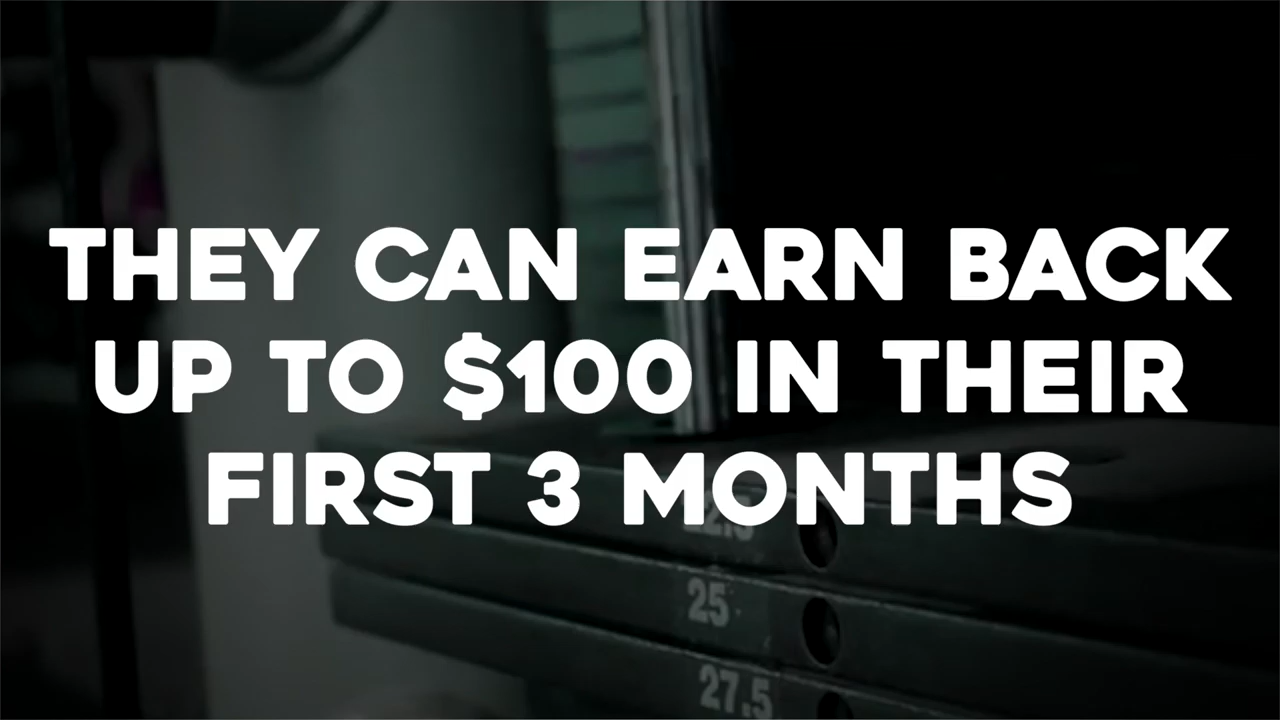 THEY CAN EARN BACK
UP TO $100 IN THEIR
FIRST 3 MONTHS
25
27.5